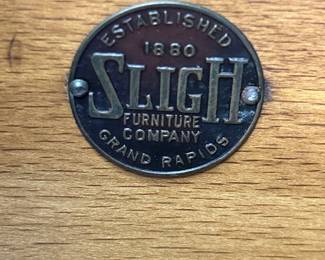 ESTABLISHED
1880
SLIGH
FURNITURE
COMPANY
GRAND RAPIDS